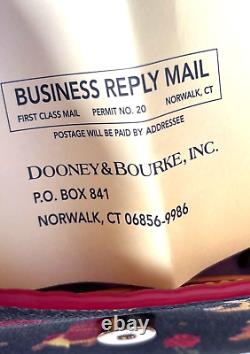 BUSINESS REPLY MAIL
FIRST CLASS MAIL PERMIT NO. 20 NORWALK, CT
POSTAGE WILL BE PAID BY ADDRESSEE
DOONEY & BOURKE, INC.
P.O. BOX 841
NORWALK, CT 06856-9986
ebay